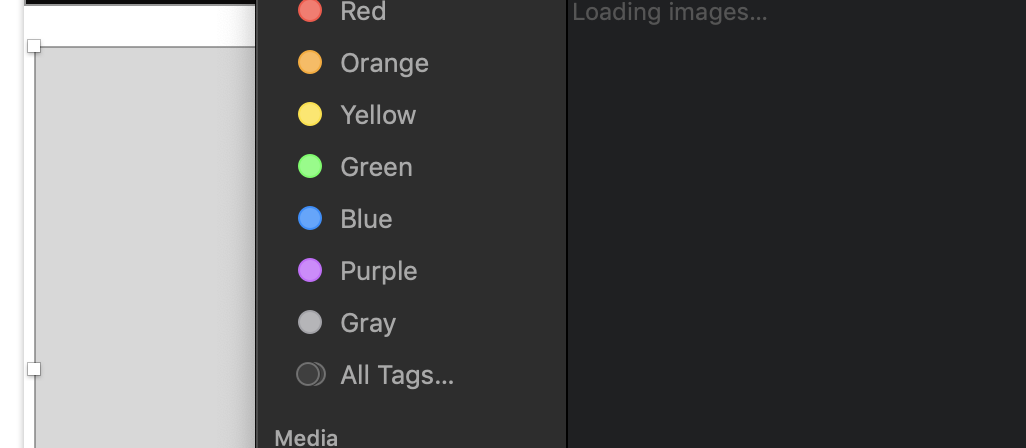 Red
Orange
Yellow
Green
Blue
Purple
Gray
All Tags...
Media
Loading images...